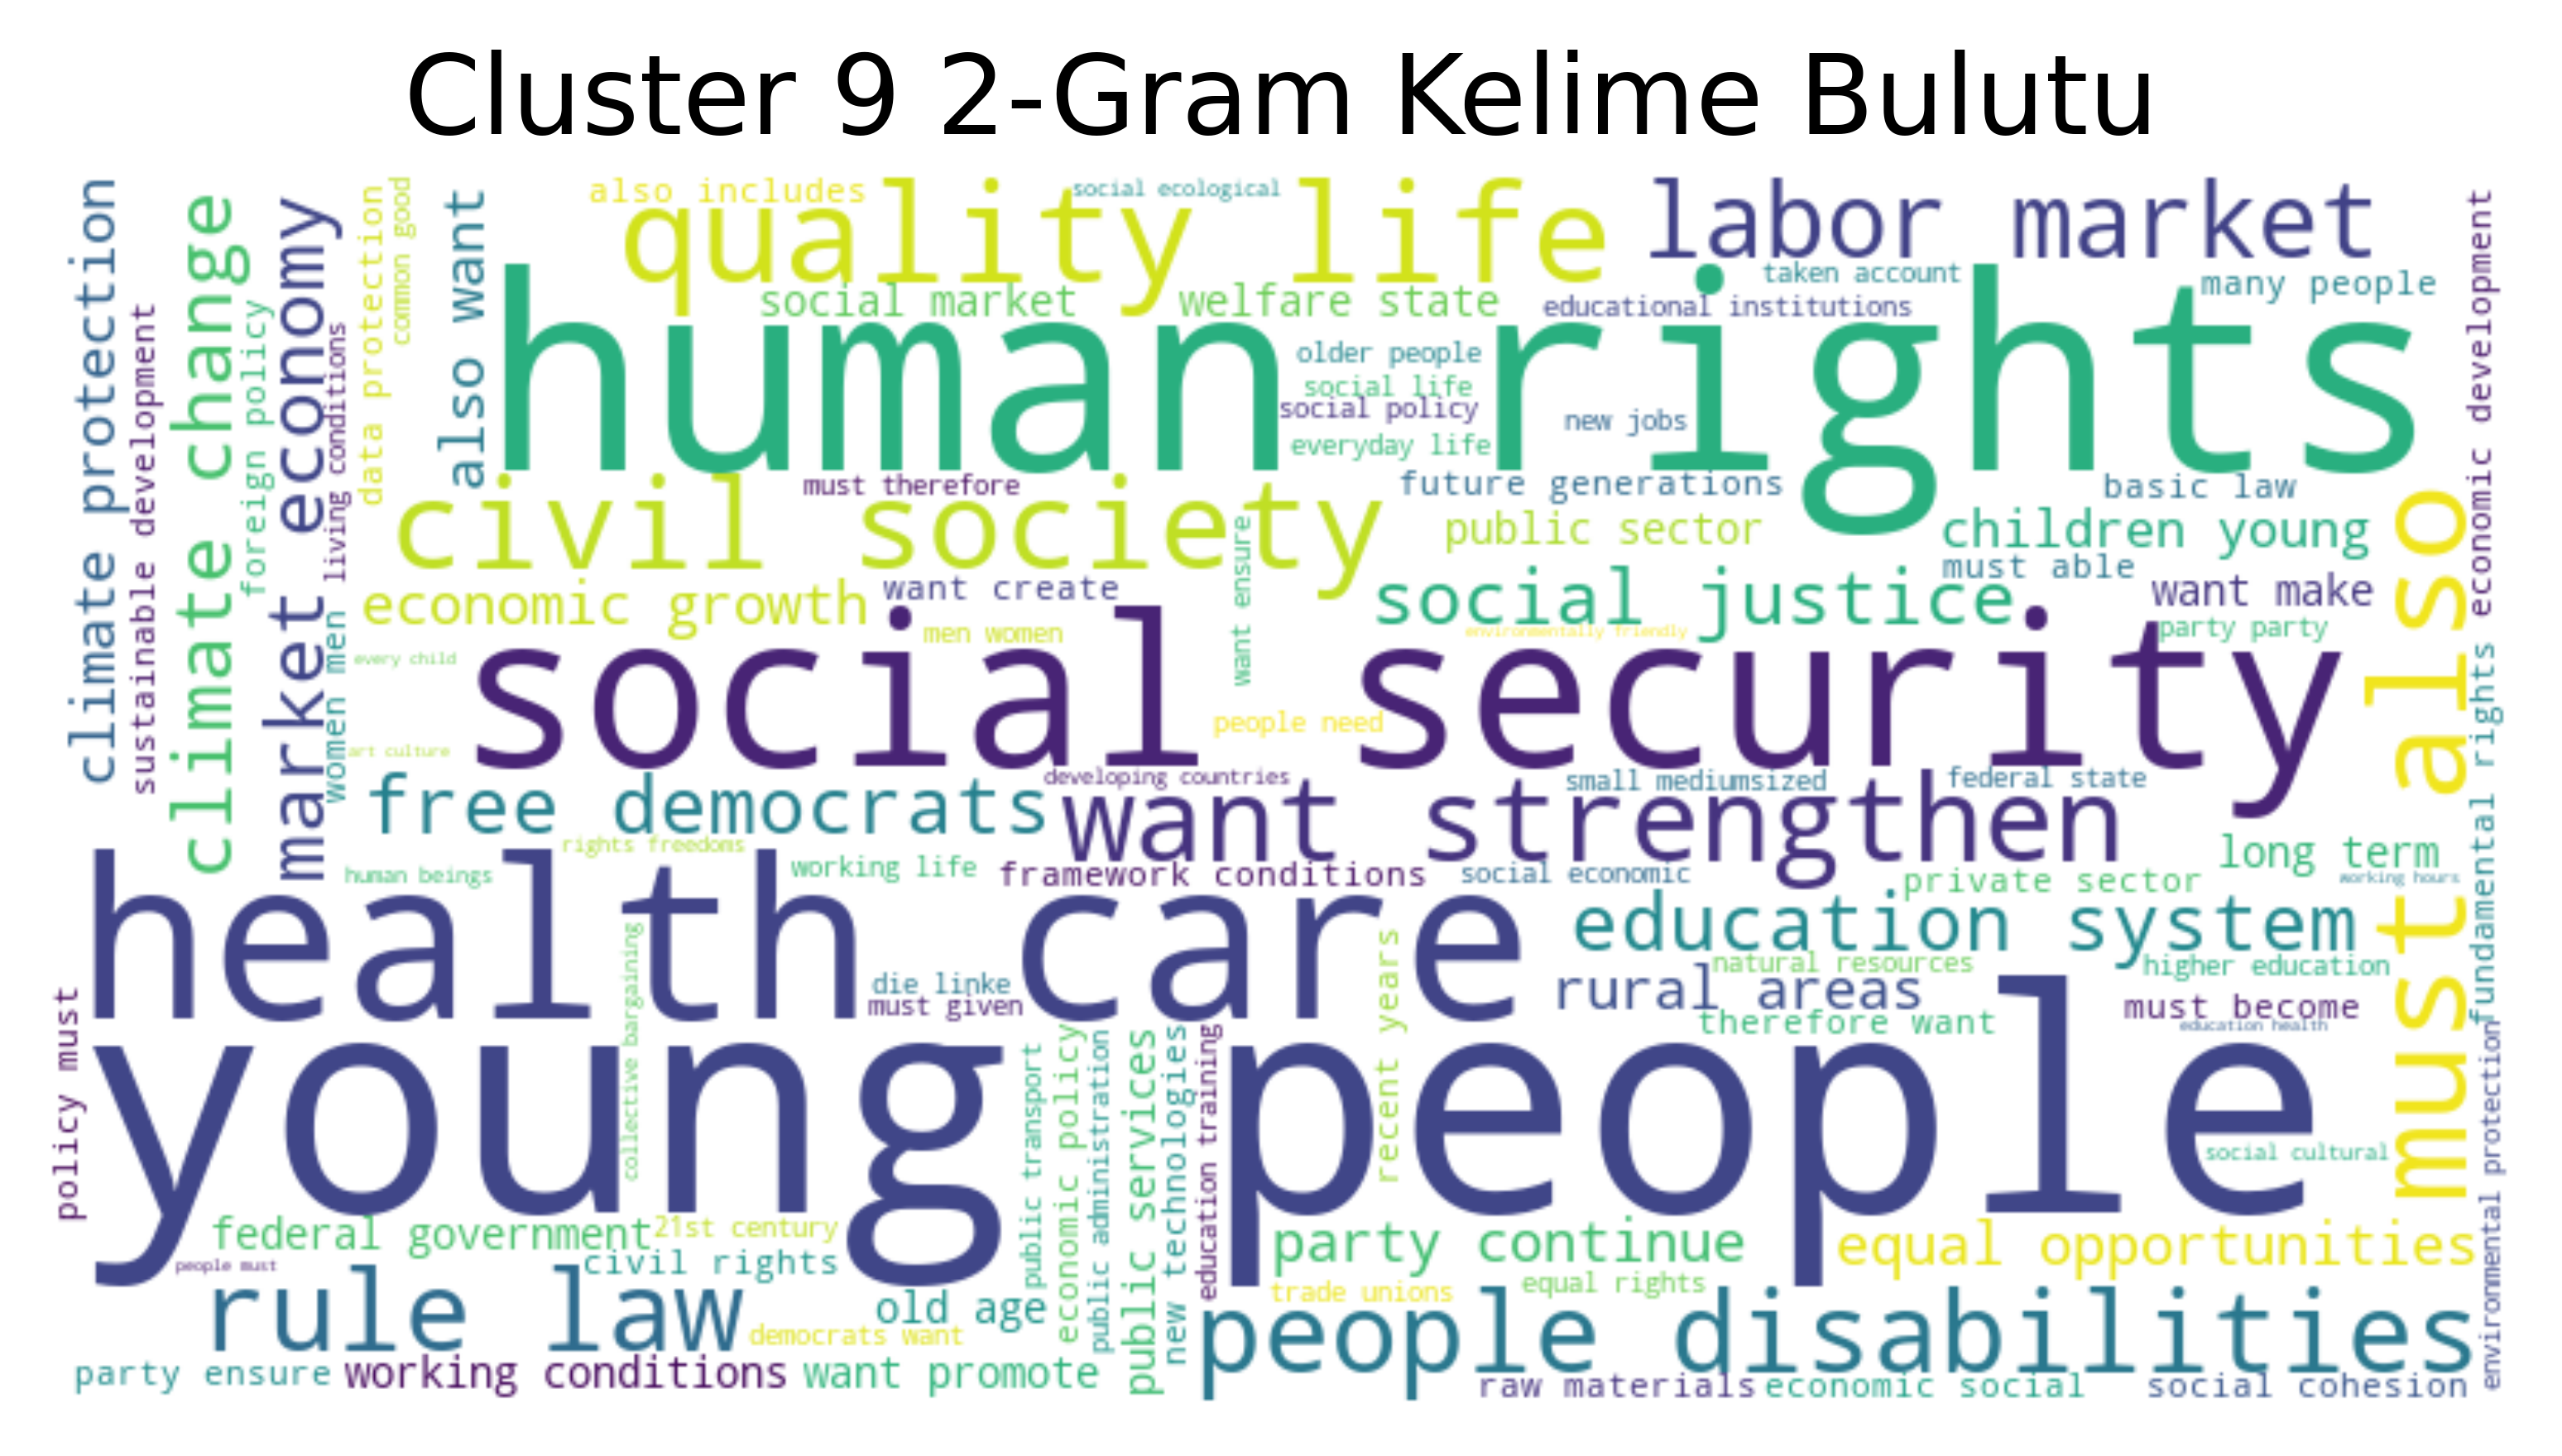 Cluster 9 2-Gram Kelime Bulutu
also includes
social ecological
quality life
labor market
climate protection
sustainable development
climate change
foreign policy
market economy
living conditions
women men
data protection
common good
also want
social market
welfare state
taken account
educational institutions
many people
human rights
older people
social life
social policy
everyday life
new jobs
economic development
must therefore
future generations
basic law
civil society
public sector
children young
want ensure
must able
economic growth
want create
social justice
want make
men women
environmentally friendly
party party
every child
social security
must also
fundamental rights
people need
art culture
developing countries
small mediumsized
federal state
free democrats
want strengthen
rights freedoms
long term
human beings
working life
framework conditions
social economic
private sector
working hours
health care
education system
collective bargaining
recent years
natural resources
higher education
die linke
must given
rural areas
must become
therefore want
education health
policy must
young people
public transport
economic policy
public administration
public services
new technologies
education training
environmental protection
social cultural
federal government
21st century
party continue
equal opportunities
people must
civil rights
trade unions
equal rights
rule law
old age
democrats want
people disabilities
party ensure
working conditions
want promote
raw materials
economic social
social cohesion